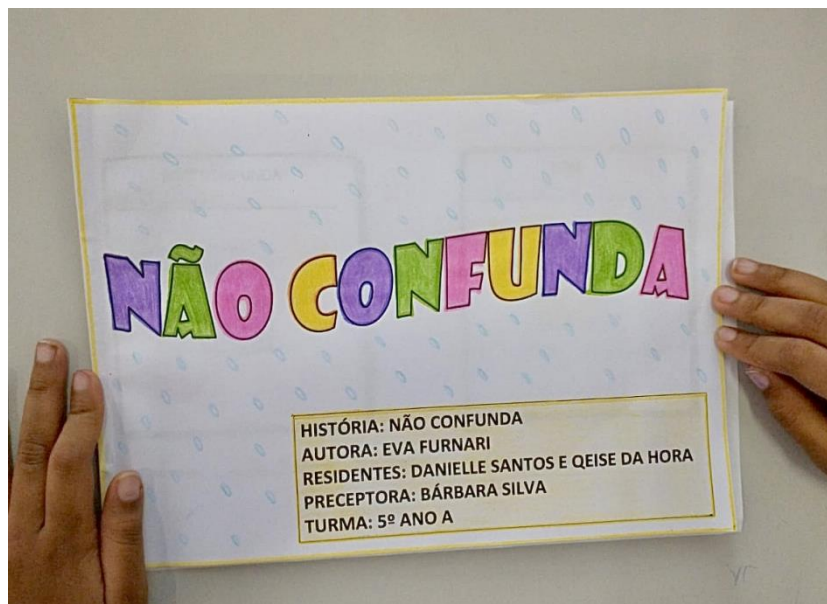 NÃO CONFUNDA
HISTÓRIA: NÃO CONFUNDA
AUTORA: EVA FURNARI
RESIDENTES: DANIELLE SANTOS E QEISE DA HORA
PRECEPTORA: BÁRBARA SILVA
TURMA: 5º ANO A